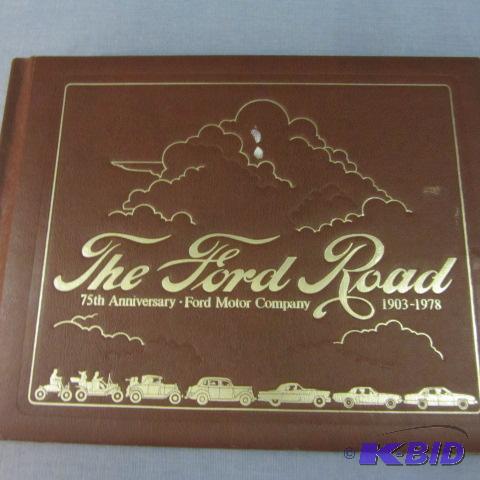 The Ford Road
75th Anniversary · Ford Motor Company 1903-1978
© K-BID